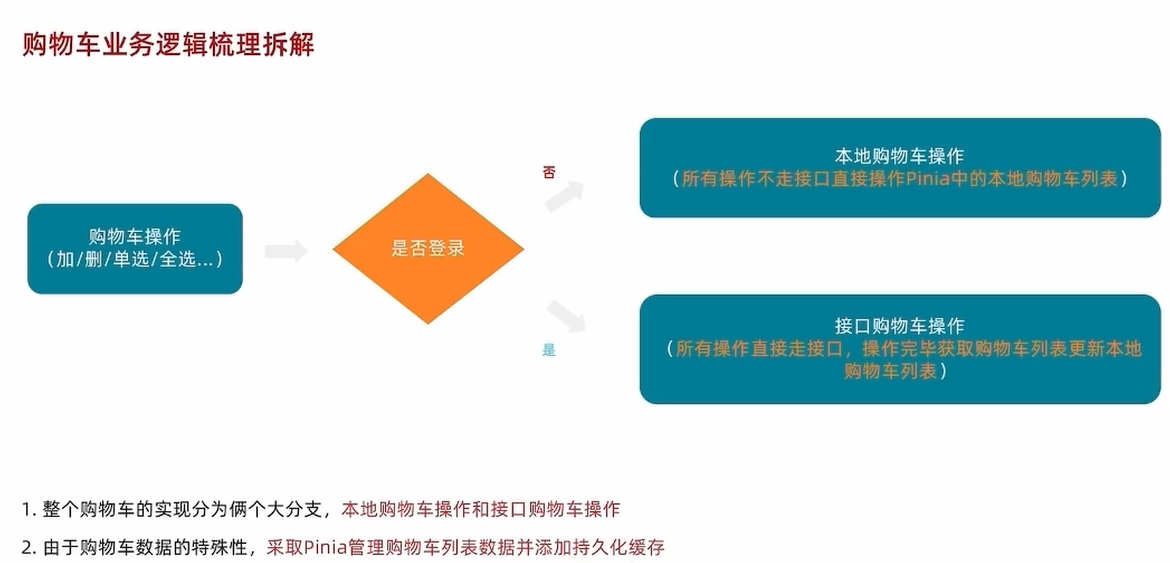 购物车业务逻辑梳理拆解
购物车操作
（加/删/单选/全选...）
是否登录
否
是
本地购物车操作
（所有操作不走接口直接操作Pinia中的本地购物车列表）
接口购物车操作
（所有操作直接走接口，操作完毕获取购物车列表更新本地
购物车列表）
1. 整个购物车的实现分为俩个大分支，本地购物车操作和接口购物车操作
2. 由于购物车数据的特殊性，采取Pinia管理购物车列表数据并添加持久化缓存